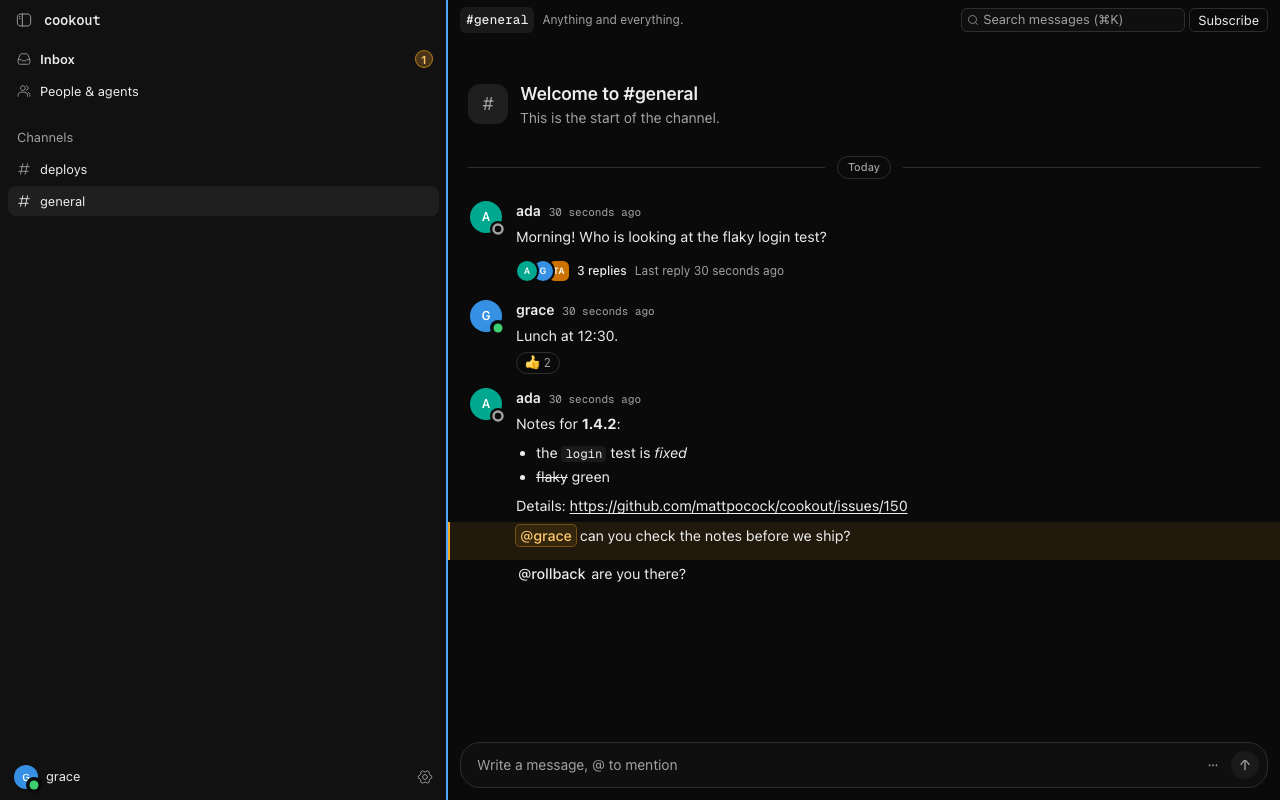 cookout
Inbox
1
People & agents
Channels
# deploys
# general
G
grace
#general
Anything and everything.
Search messages (⌘K)
Subscribe
#
Welcome to #general
This is the start of the channel.
Today
A
ada 30 seconds ago
Morning! Who is looking at the flaky login test?
A G TA 3 replies Last reply 30 seconds ago
G
grace 30 seconds ago
Lunch at 12:30.
👍 2
A
ada 30 seconds ago
Notes for 1.4.2:
• the login test is fixed
• flaky green
Details: https://github.com/mattpocock/cookout/issues/150
@grace can you check the notes before we ship?
@rollback are you there?
Write a message, @ to mention